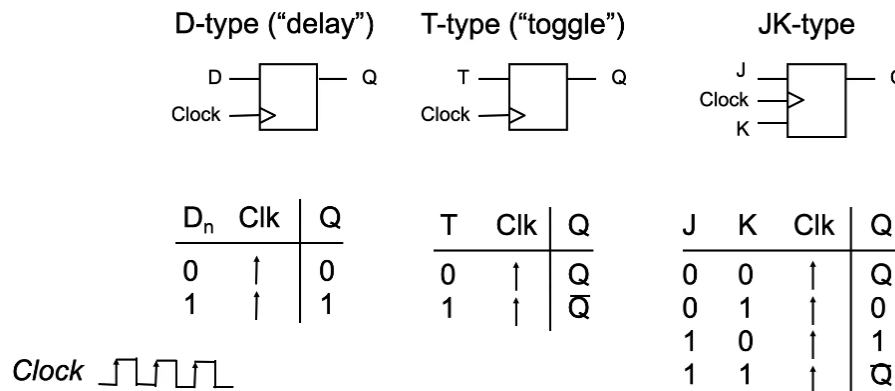 D-type (“delay”) T-type (“toggle”) JK-type
D Q
Clock
T Q
Clock
J
Clock
K
Dn Clk Q
0 ↑ 0
1 ↑ 1
T Clk Q
0 ↑ Q
1 ↑ Q̅
J K Clk Q
0 0 ↑ Q
0 1 ↑ 0
1 0 ↑ 1
1 1 ↑ Q̅
Clock